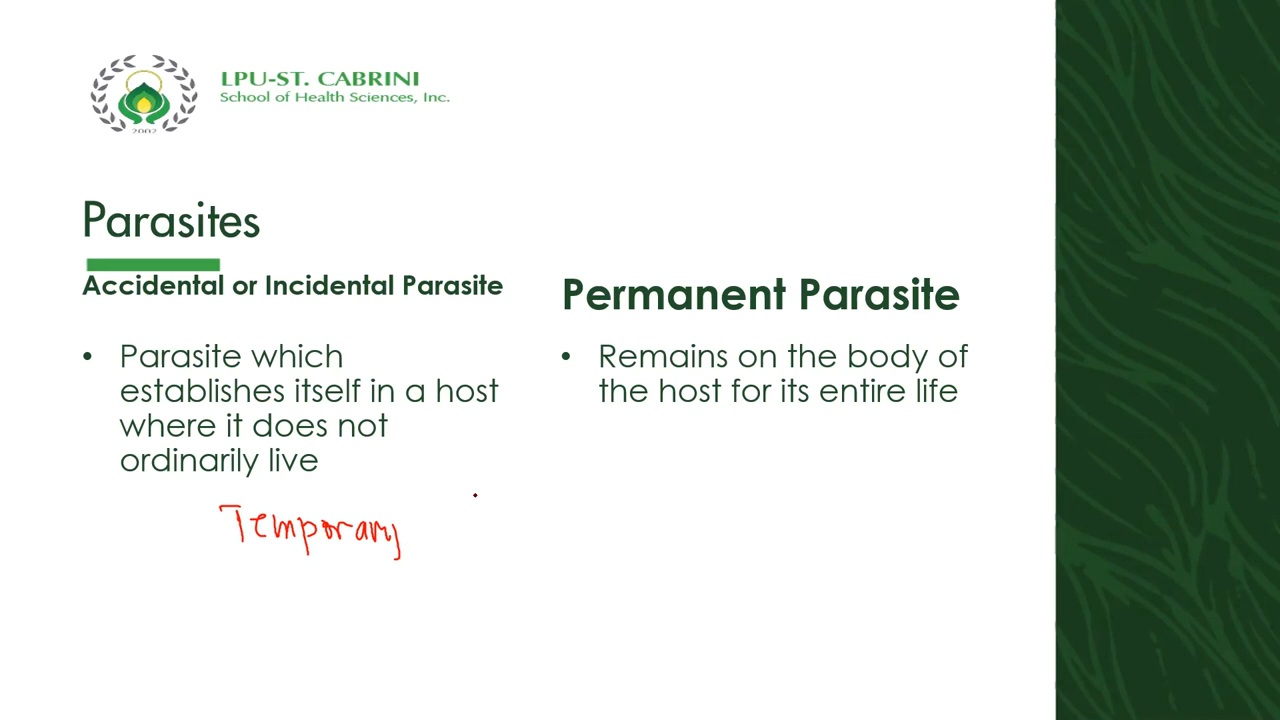 LPU-ST. CABRINI
School of Health Sciences, Inc.
2002
Parasites
Accidental or Incidental Parasite
• Parasite which
establishes itself in a host
where it does not
ordinarily live
Temporary
Permanent Parasite
• Remains on the body of
the host for its entire life